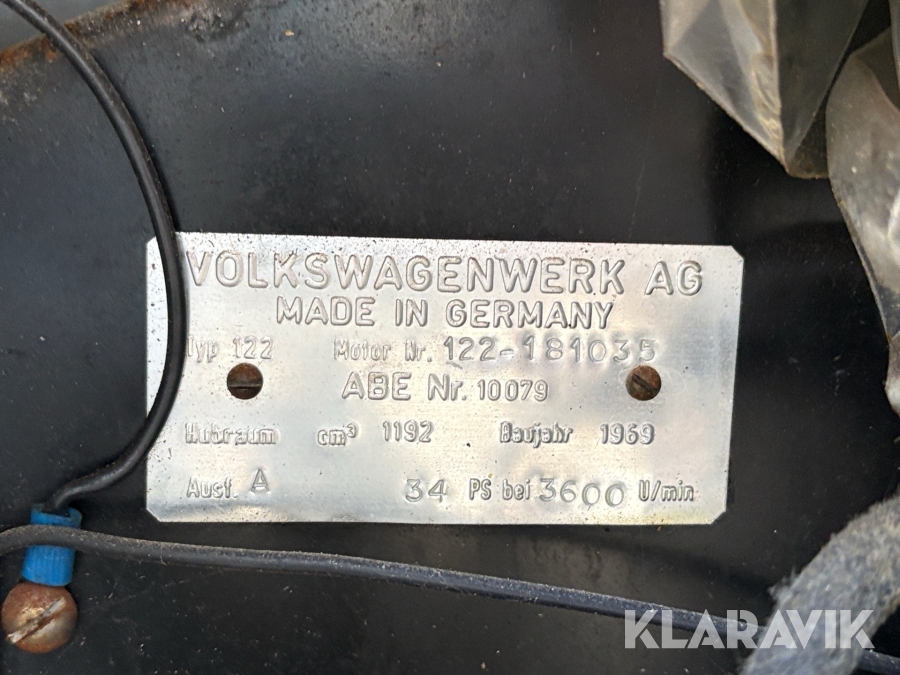 VOLKSWAGENWERK AG
MADE IN GERMANY
Typ 122 Motor Nr. 122-181035
ABE Nr. 10079
Hubraum cm³ 1192 Baujahr 1969
Ausf. A 34 PS bei 3600 U/min
KLARAVIK